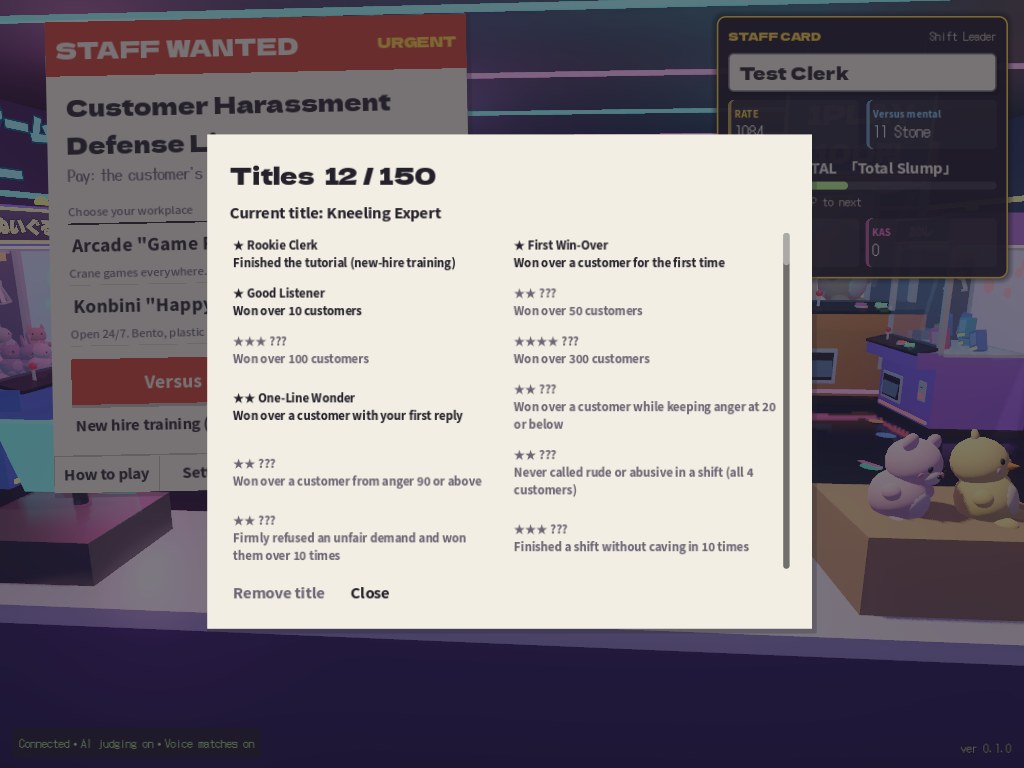 STAFF WANTED
URGENT
Customer Harassment
Defense L
Pay: the customer's
Choose your workplace
Arcade "Game
Crane games everywhere.
Konbini "Happy
Open 24/7. Bento, plastic
Versus
New hire training (
How to play
Set
STAFF CARD
Shift Leader
Test Clerk
RATE
1084
Versus mental
11 Stone
TAL 「Total Slump」
to next
KAS
0
Titles 12 / 150
Current title: Kneeling Expert
★ Rookie Clerk
Finished the tutorial (new-hire training)
★ First Win-Over
Won over a customer for the first time
★ Good Listener
Won over 10 customers
★★ ???
Won over 50 customers
★★★ ???
Won over 100 customers
★★★★ ???
Won over 300 customers
★★ One-Line Wonder
Won over a customer with your first reply
★★ ???
Won over a customer while keeping anger at 20
or below
★★ ???
Won over a customer from anger 90 or above
★★ ???
Never called rude or abusive in a shift (all 4
customers)
★★ ???
Firmly refused an unfair demand and won
them over 10 times
★★★ ???
Finished a shift without caving in 10 times
Remove title
Close
Connected • AI judging on • Voice matches on
ver 0.1.0